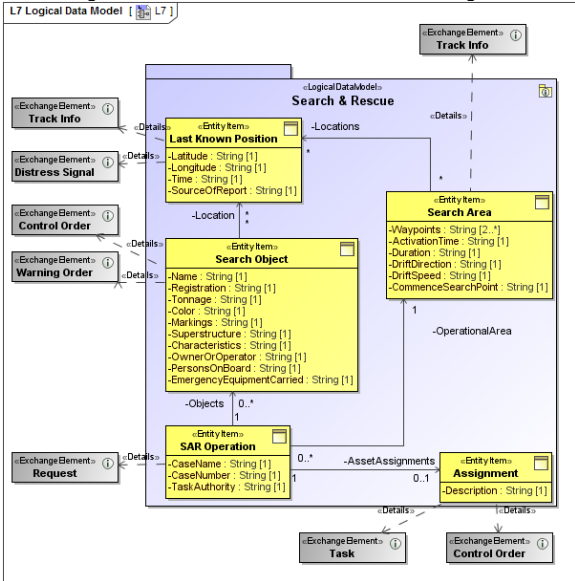 L7 Logical Data Model [ L7 ]
«ExchangeElement»
Track Info
«LogicalDataModel»
Search & Rescue
«Details»
«ExchangeElement»
Track Info
«Details»
«EntityItem»
Last Known Position
-Latitude : String [1]
-Longitude : String [1]
-Time : String [1]
-SourceOfReport : String [1]
-Locations
*
*
«ExchangeElement»
Distress Signal
«EntityItem»
Search Area
-Waypoints : String [2..*]
-ActivationTime : String [1]
-Duration : String [1]
-DriftDirection : String [1]
-DriftSpeed : String [1]
-CommenceSearchPoint : String [1]
«ExchangeElement»
Control Order
-Location
*
*
«ExchangeElement»
Warning Order
«Details»
«EntityItem»
Search Object
-Name : String [1]
-Registration : String [1]
-Tonnage : String [1]
-Color : String [1]
-Markings : String [1]
-Superstructure : String [1]
-Characteristics : String [1]
-OwnerOrOperator : String [1]
-PersonsOnBoard : String [1]
-EmergencyEquipmentCarried : String [1]
1
-OperationalArea
-Objects
0..*
1
«ExchangeElement»
Request
«Details»
«EntityItem»
SAR Operation
-CaseName : String [1]
-CaseNumber : String [1]
-TaskAuthority : String [1]
0..*
-AssetAssignments
1
0..1
«EntityItem»
Assignment
-Description : String [1]
«Details»
«Details»
«ExchangeElement»
Task
«ExchangeElement»
Control Order